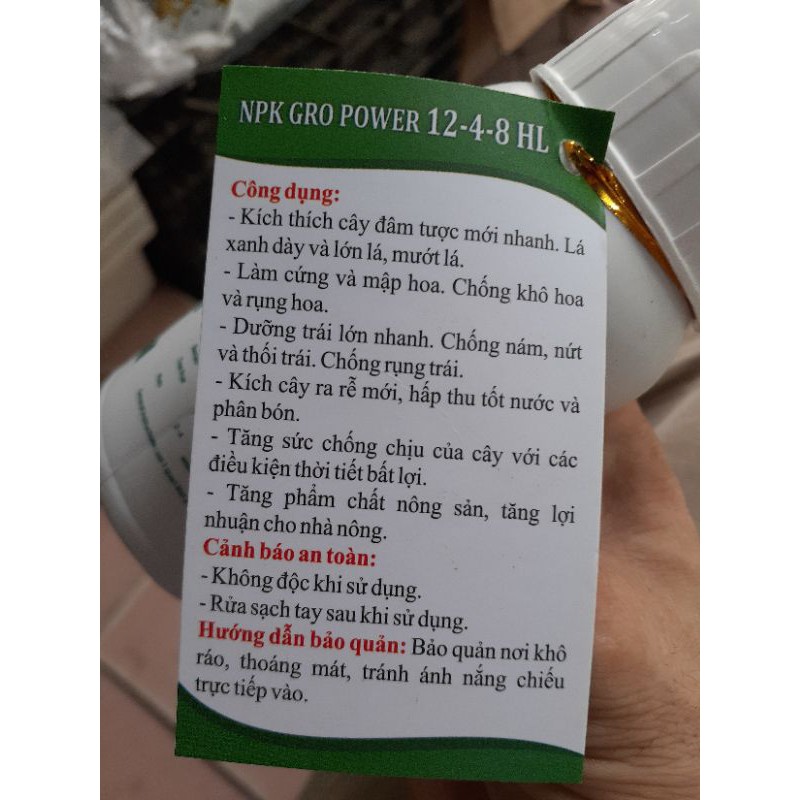 NPK GRO POWER 12-4-8 HL
Công dụng:
- Kích thích cây đâm tược mới nhanh. Lá
xanh dày và lớn lá, mướt lá.
- Làm cứng và mập hoa. Chống khô hoa
và rụng hoa.
- Dưỡng trái lớn nhanh. Chống nám, nứt
và thối trái. Chống rụng trái.
- Kích cây ra rễ mới, hấp thu tốt nước và
phân bón.
- Tăng sức chống chịu của cây với các
điều kiện thời tiết bất lợi.
- Tăng phẩm chất nông sản, tăng lợi
nhuận cho nhà nông.
Cảnh báo an toàn:
- Không độc khi sử dụng.
- Rửa sạch tay sau khi sử dụng.
Hướng dẫn bảo quản: Bảo quản nơi khô
ráo, thoáng mát, tránh ánh nắng chiếu
trực tiếp vào.